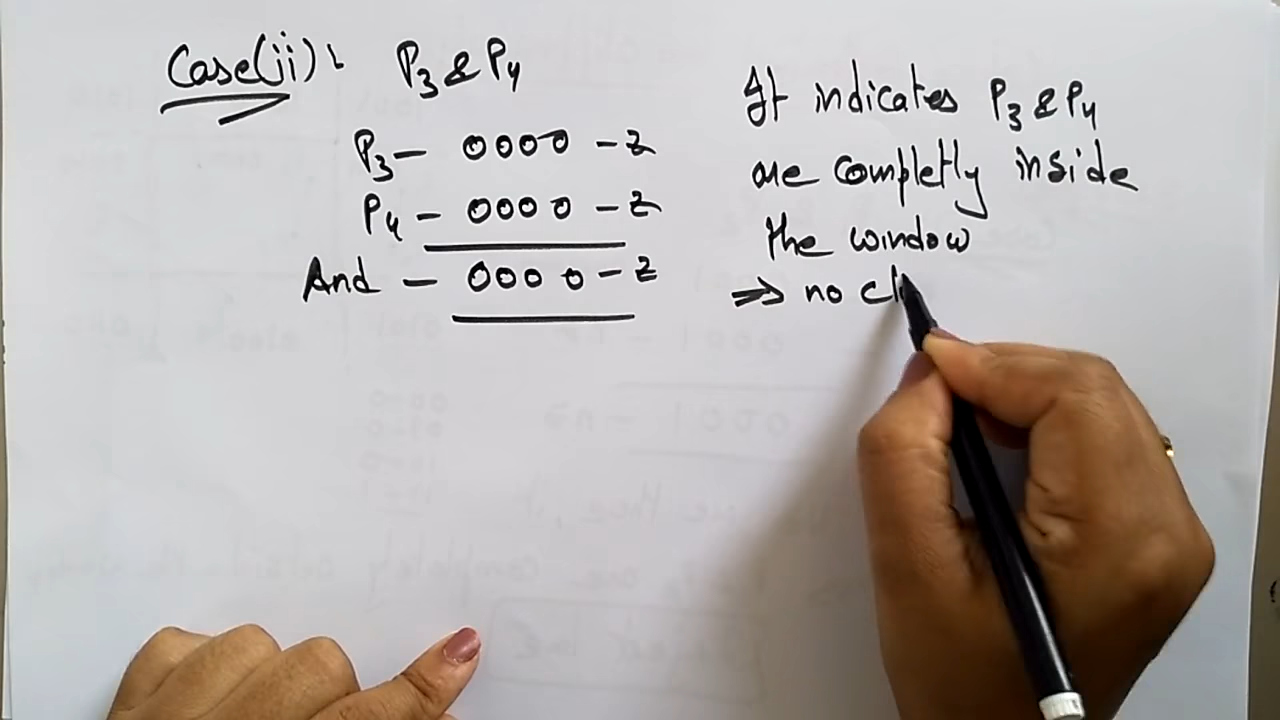 Case(ii): P3 & P4
P3 - 0000 - Z
P4 - 0000 - Z
And - 0000 - Z
It indicates P3 & P4
are completly inside
the window
⇒ no cl